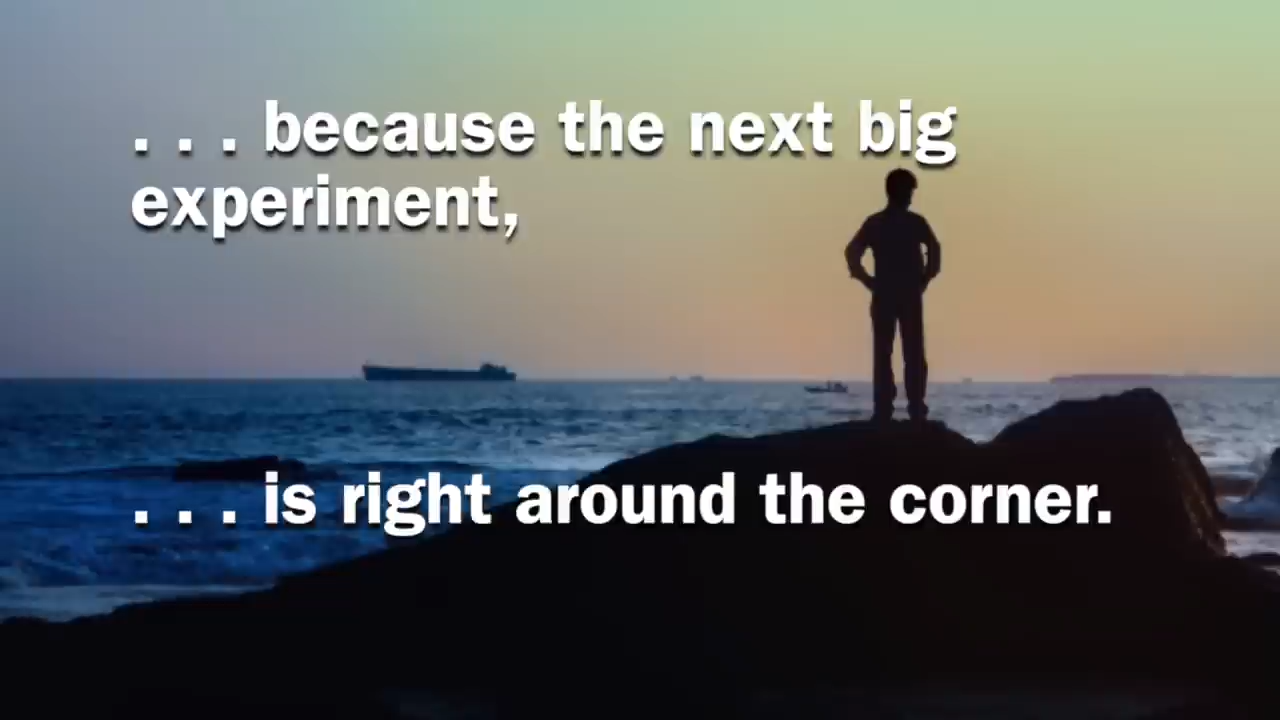 . . . because the next big
experiment,
. . . is right around the corner.